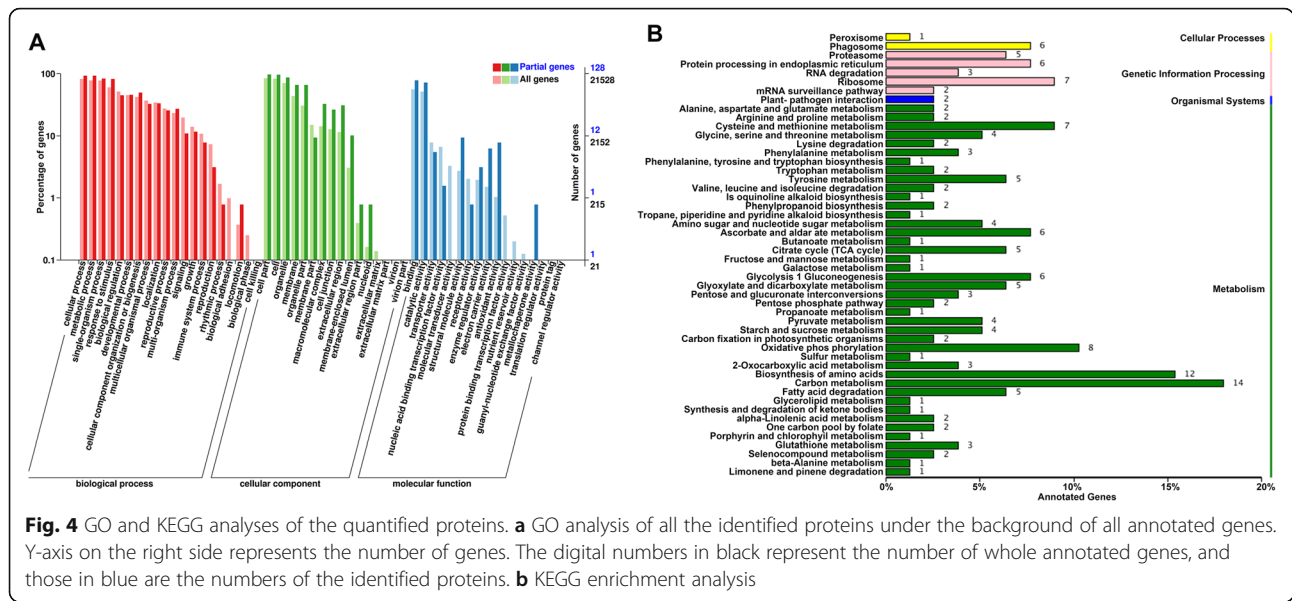 A
Partial genes
All genes
Percentage of genes
100
10
1
0.1
128
21528
12
2152
1
215
1
21
Number of genes
cellular process
metabolic process
single-organism process
response to stimulus
biological regulation
developmental process
cellular component organization or biogenesis
multicellular organismal process
localization
reproductive process
multi-organism process
signaling
growth
immune system process
reproduction
rhythmic process
biological adhesion
locomotion
biological phase
cell killing
cell part
cell
organelle
membrane
organelle part
membrane part
macromolecular complex
cell junction
extracellular region
membrane-enclosed lumen
extracellular region part
nucleoid
extracellular matrix
extracellular matrix part
virion
virion part
binding
catalytic activity
transporter activity
nucleic acid binding transcription factor activity
molecular transducer activity
structural molecule activity
receptor activity
enzyme regulator activity
electron carrier activity
antioxidant activity
nutrient reservoir activity
protein binding transcription factor activity
guanyl-nucleotide exchange factor activity
metallochaperone activity
translation regulator activity
protein tag
channel regulator activity
biological process
cellular component
molecular function
B
Peroxisome 1
Phagosome 6
Proteasome 5
Protein processing in endoplasmic reticulum 6
RNA degradation 3
Ribosome 7
mRNA surveillance pathway 2
Plant- pathogen interaction 2
Alanine, aspartate and glutamate metabolism 2
Arginine and proline metabolism 2
Cysteine and methionine metabolism 7
Glycine, serine and threonine metabolism 4
Lysine degradation 2
Phenylalanine metabolism 3
Phenylalanine, tyrosine and tryptophan biosynthesis 1
Tryptophan metabolism 2
Tyrosine metabolism 5
Valine, leucine and isoleucine degradation 2
Is oquinoline alkaloid biosynthesis 1
Phenylpropanoid biosynthesis 2
Tropane, piperidine and pyridine alkaloid biosynthesis 1
Amino sugar and nucleotide sugar metabolism 4
Ascorbate and aldar ate metabolism 6
Butanoate metabolism 1
Citrate cycle (TCA cycle) 5
Fructose and mannose metabolism 1
Galactose metabolism 1
Glycolysis 1 Gluconeogenesis 6
Glyoxylate and dicarboxylate metabolism 5
Pentose and glucuronate interconversions 3
Pentose phosphate pathway 2
Propanoate metabolism 1
Pyruvate metabolism 4
Starch and sucrose metabolism 4
Carbon fixation in photosynthetic organisms 2
Oxidative phos phorylation 8
Sulfur metabolism 1
2-Oxocarboxylic acid metabolism 3
Biosynthesis of amino acids 12
Carbon metabolism 14
Fatty acid degradation 5
Glycerolipid metabolism 1
Synthesis and degradation of ketone bodies 1
alpha-Linolenic acid metabolism 2
One carbon pool by folate 2
Porphyrin and chlorophyll metabolism 1
Glutathione metabolism 3
Selenocompound metabolism 2
beta-Alanine metabolism 1
Limonene and pinene degradation 1
Cellular Processes
Genetic Information Processing
Organismal Systems
Metabolism
0% 5% 10% 15% 20%
Annotated Genes
Fig. 4 GO and KEGG analyses of the quantified proteins. a GO analysis of all the identified proteins under the background of all annotated genes.
Y-axis on the right side represents the number of genes. The digital numbers in black represent the number of whole annotated genes, and
those in blue are the numbers of the identified proteins. b KEGG enrichment analysis